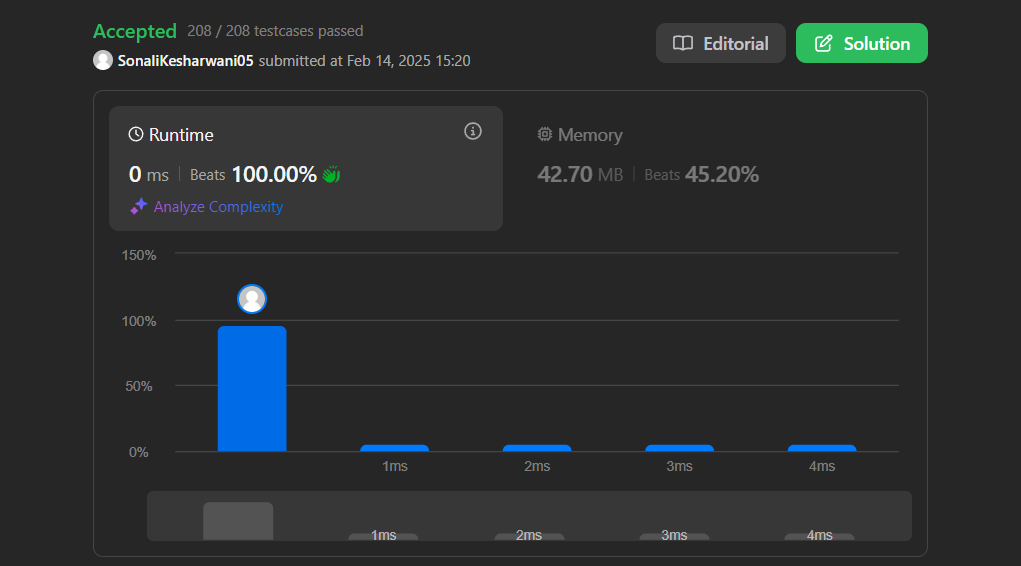 Accepted 208 / 208 testcases passed
Editorial
Solution
SonaliKesharwani05 submitted at Feb 14, 2025 15:20
Runtime
Memory
0 ms | Beats 100.00%
42.70 MB | Beats 45.20%
Analyze Complexity
150%
100%
50%
0%
1ms 2ms 3ms 4ms
1ms 2ms 3ms 4ms